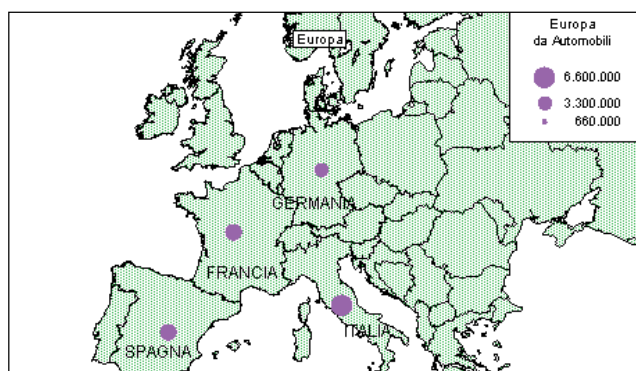 Europa
Europa
da Automobili
6.600.000
3.300.000
660.000
GERMANIA
FRANCIA
ITALIA
SPAGNA